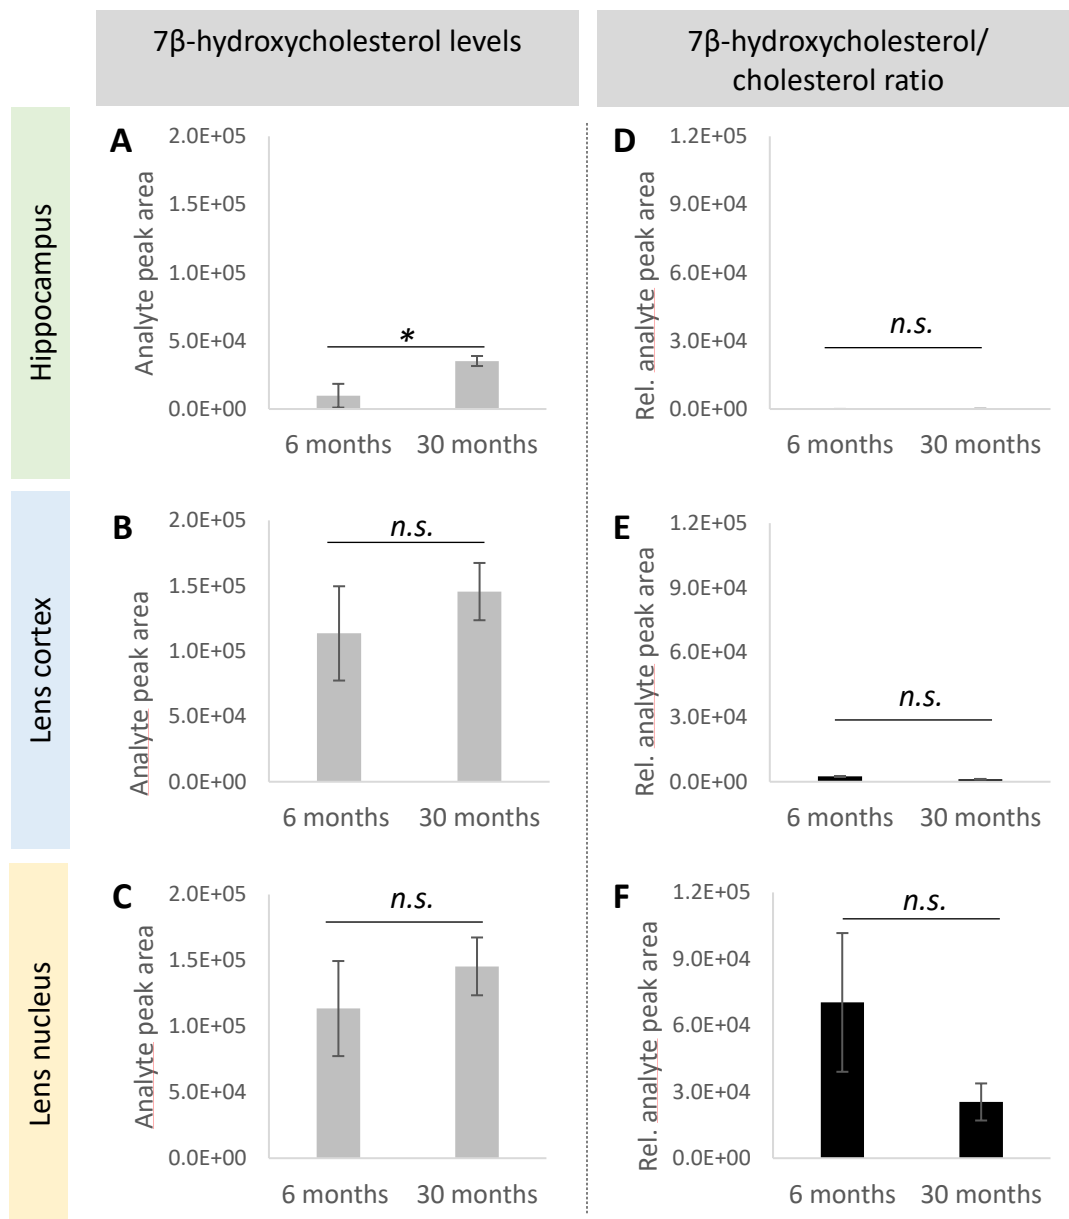 7β-hydroxycholesterol levels
7β-hydroxycholesterol/
cholesterol ratio
Hippocampus
A
Analyte peak area
2.0E+05
1.5E+05
1.0E+05
5.0E+04
0.0E+00
*
6 months 30 months
D
Rel. analyte peak area
1.2E+05
9.0E+04
6.0E+04
3.0E+04
0.0E+00
n.s.
6 months 30 months
Lens cortex
B
Analyte peak area
2.0E+05
1.5E+05
1.0E+05
5.0E+04
0.0E+00
n.s.
6 months 30 months
E
Rel. analyte peak area
1.2E+05
9.0E+04
6.0E+04
3.0E+04
0.0E+00
n.s.
6 months 30 months
Lens nucleus
C
Analyte peak area
2.0E+05
1.5E+05
1.0E+05
5.0E+04
0.0E+00
n.s.
6 months 30 months
F
Rel. analyte peak area
1.2E+05
9.0E+04
6.0E+04
3.0E+04
0.0E+00
n.s.
6 months 30 months